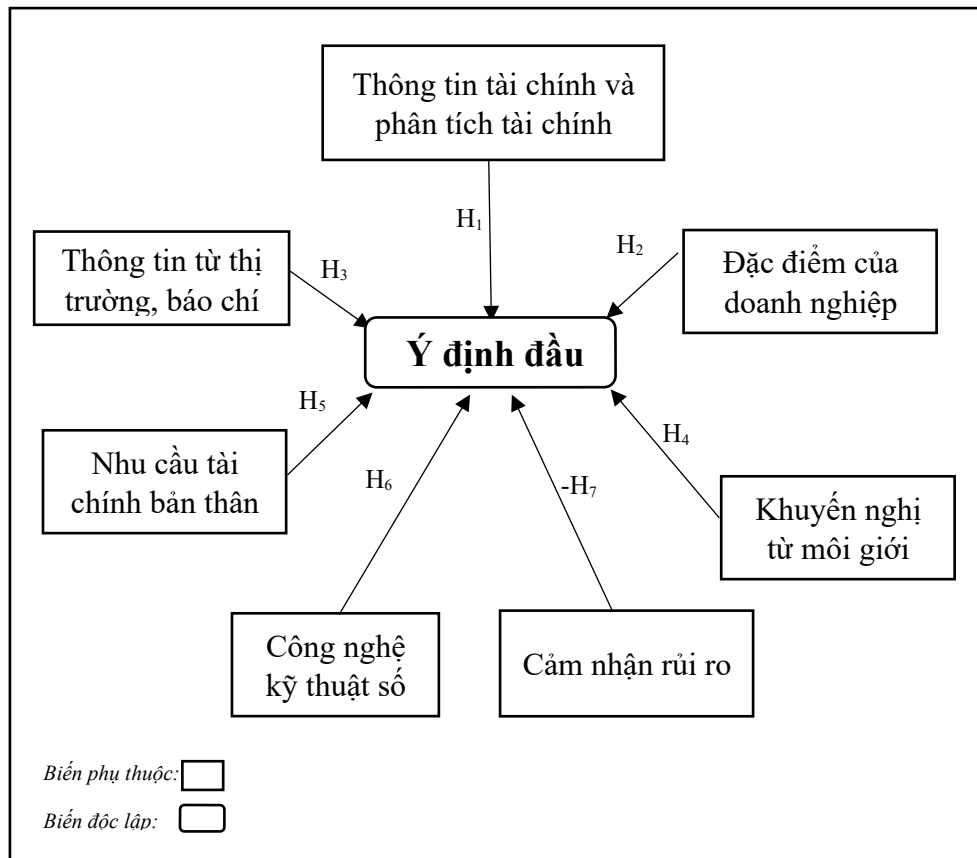 Thông tin tài chính và
phân tích tài chính
H₁
H₂
Thông tin từ thị
trường, báo chí
H₃
Đặc điểm của
doanh nghiệp
Ý định đầu
H₅
H₄
Nhu cầu tài
chính bản thân
H₆
-H₇
Khuyến nghị
từ môi giới
Công nghệ
kỹ thuật số
Cảm nhận rủi ro
Biến phụ thuộc:
Biến độc lập: